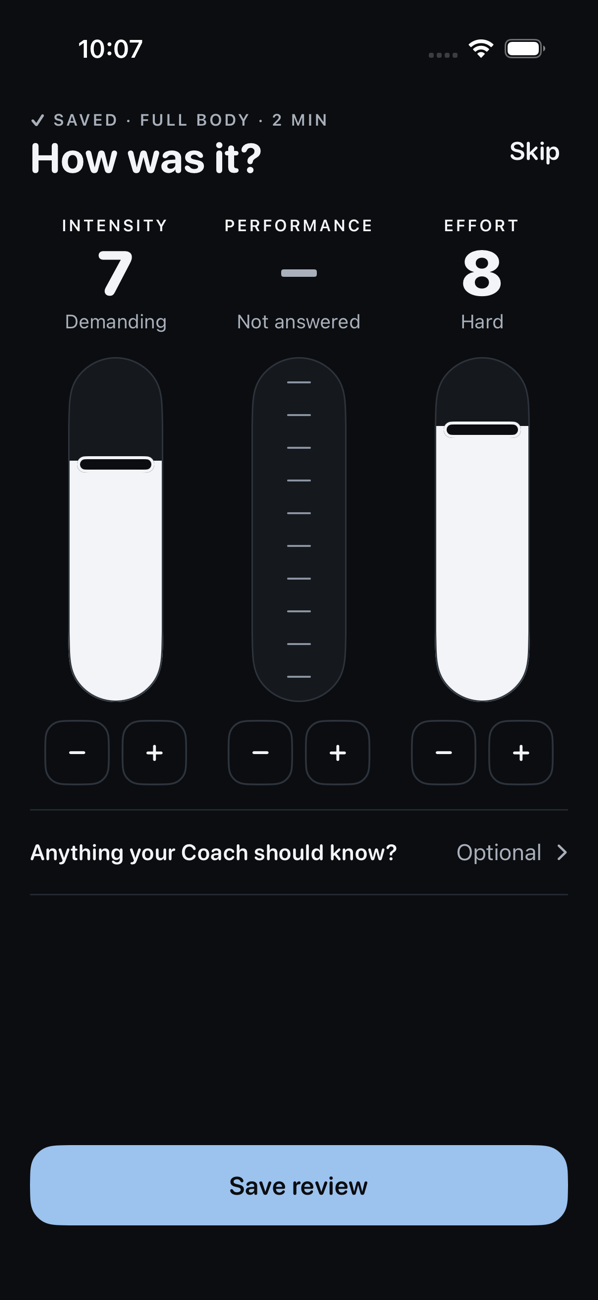 10:07
✓ SAVED · FULL BODY · 2 MIN
How was it?
Skip
INTENSITY
7
Demanding
PERFORMANCE
–
Not answered
EFFORT
8
Hard
− +
− +
− +
Anything your Coach should know?
Optional
Save review